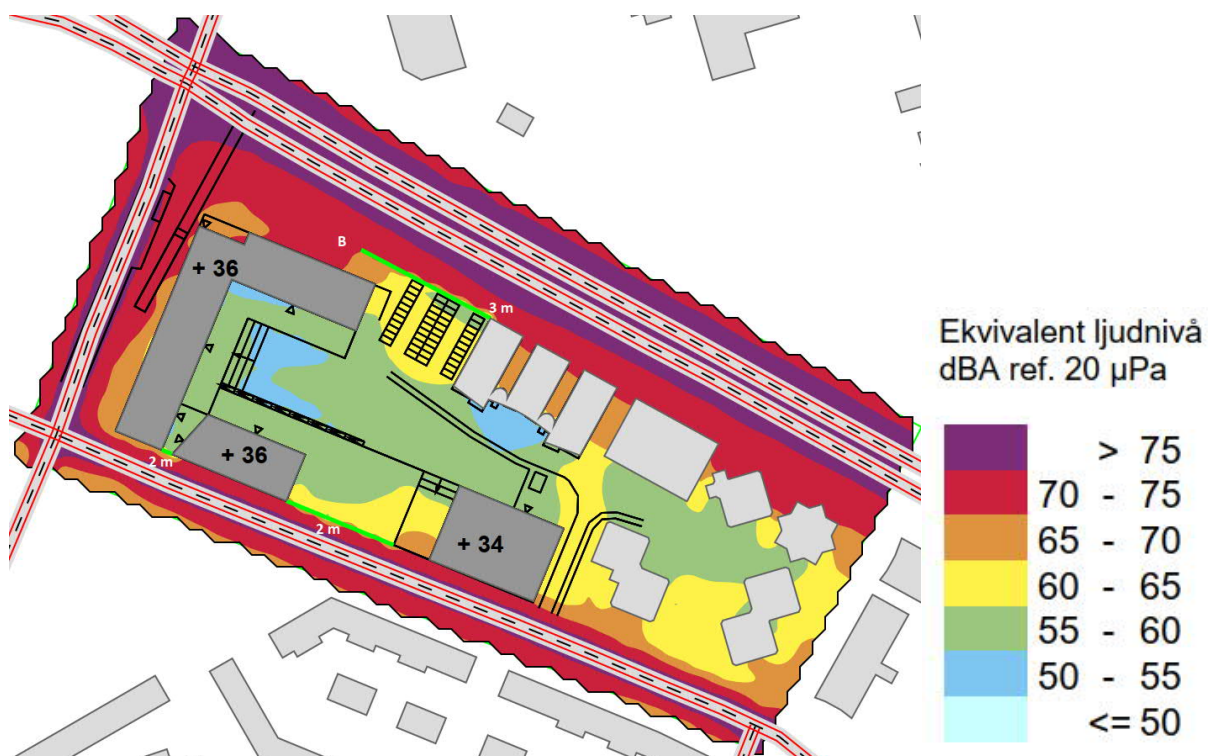 B
+ 36
3 m
+ 36
2 m
2 m
+ 34
Ekvivalent ljudnivå
dBA ref. 20 µPa
> 75
70 - 75
65 - 70
60 - 65
55 - 60
50 - 55
<= 50